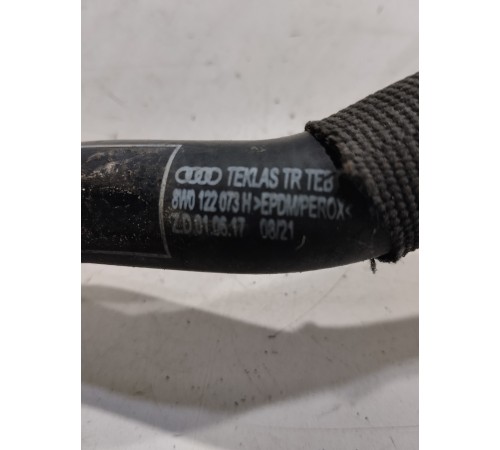 TEKLAS TR TEB
8W0 122 073 H >EPDM/PEROX<
Z.D.01.06.17 08/21